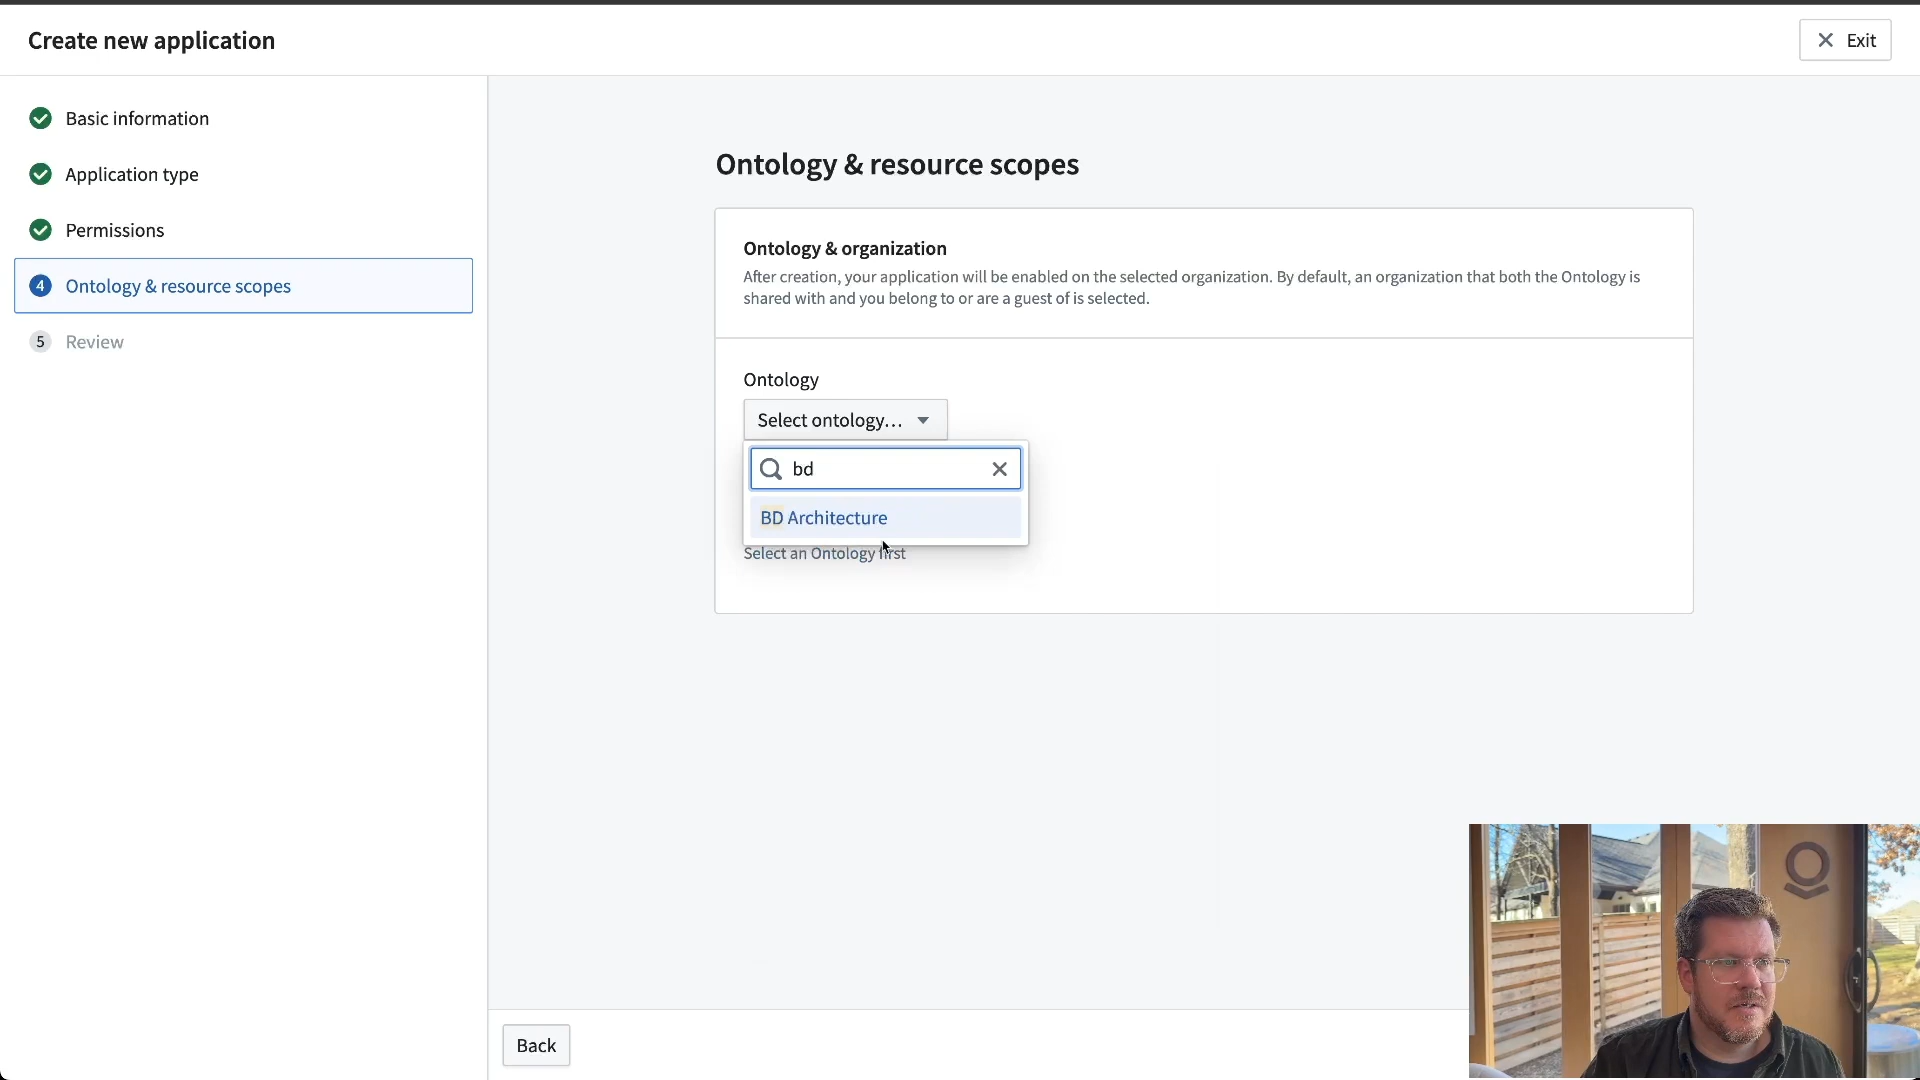 Create new application
Exit
Basic information
Application type
Permissions
4 Ontology & resource scopes
5 Review
Ontology & resource scopes
Ontology & organization
After creation, your application will be enabled on the selected organization. By default, an organization that both the Ontology is
shared with and you belong to or are a guest of is selected.
Ontology
Select ontology...
bd
BD Architecture
Select an Ontology first
Back